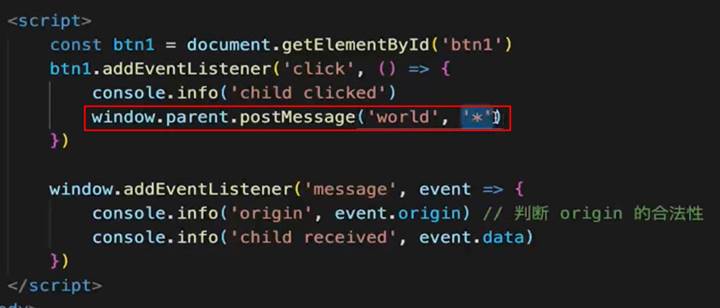 <script>
const btn1 = document.getElementById('btn1')
btn1.addEventListener('click', () => {
console.info('child clicked')
window.parent.postMessage('world', '*')
})
window.addEventListener('message', event => {
console.info('origin', event.origin) // 判断 origin 的合法性
console.info('child received', event.data)
})
</script>